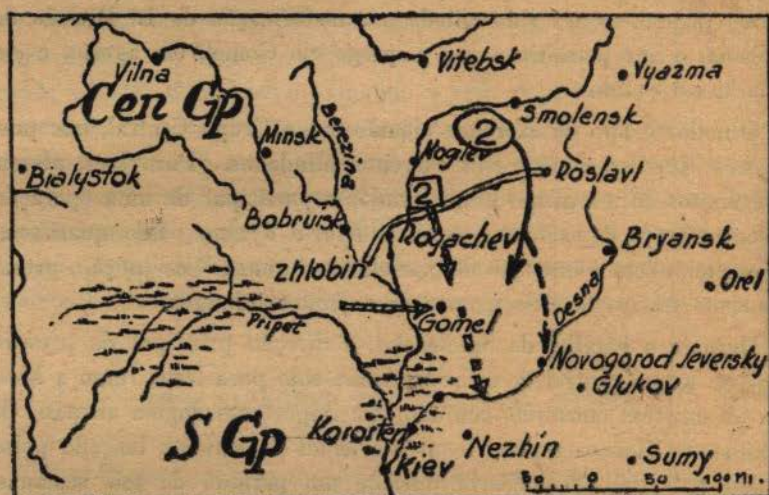 Vilna
Vitebsk
Vyazma
Cen Gp
Smolensk
Berezina
Minsk
Mogilev
2
Bialystok
2
Roslavl
Bobruisk
Rogachev
Bryansk
Zhlobin
Orel
Desna
Gomel
Pripet
Novogorod Seversky
Glukov
S Gp
Korosten
Nezhin
Kiev
Sumy
50 0 50 100 MI.